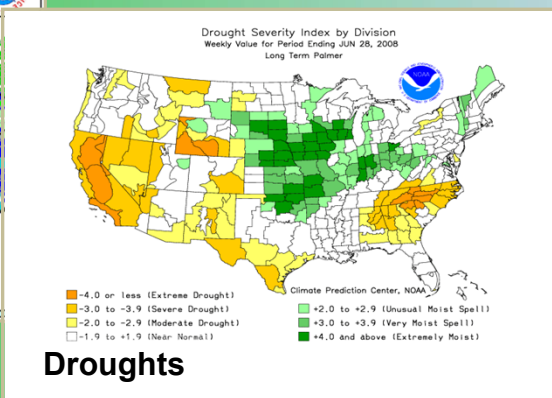 Drought Severity Index by Division
Weekly Value for Period Ending JUN 28, 2008
Long Term Palmer
NOAA
Climate Prediction Center, NOAA
-4.0 or less (Extreme Drought)
-3.0 to -3.9 (Severe Drought)
-2.0 to -2.9 (Moderate Drought)
-1.9 to +1.9 (Near Normal)
+2.0 to +2.9 (Unusual Moist Spell)
+3.0 to +3.9 (Very Moist Spell)
+4.0 and above (Extremely Moist)
Droughts